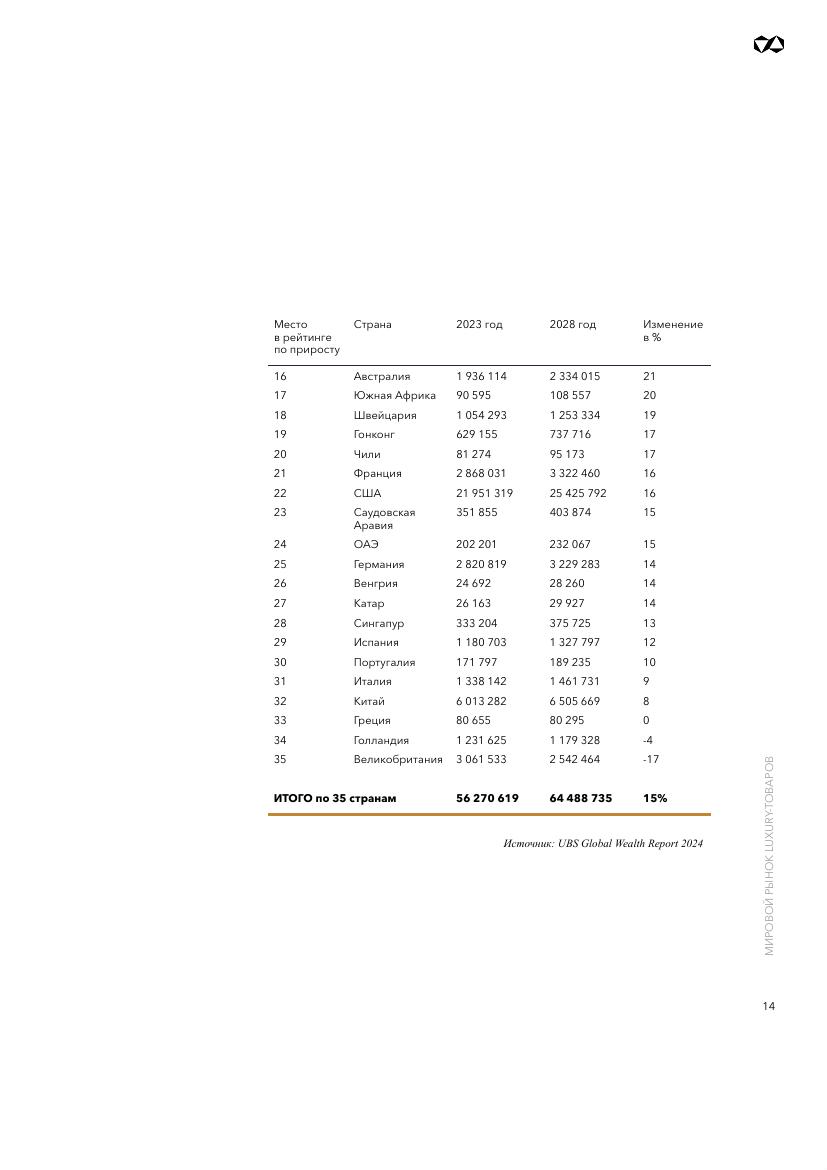 Место в рейтинге по приросту Страна 2023 год 2028 год Изменение в %
16 Австралия 1 936 114 2 334 015 21
17 Южная Африка 90 595 108 557 20
18 Швейцария 1 054 293 1 253 334 19
19 Гонконг 629 155 737 716 17
20 Чили 81 274 95 173 17
21 Франция 2 868 031 3 322 460 16
22 США 21 951 319 25 425 792 16
23 Саудовская Аравия 351 855 403 874 15
24 ОАЭ 202 201 232 067 15
25 Германия 2 820 819 3 229 283 14
26 Венгрия 24 692 28 260 14
27 Катар 26 163 29 927 14
28 Сингапур 333 204 375 725 13
29 Испания 1 180 703 1 327 797 12
30 Португалия 171 797 189 235 10
31 Италия 1 338 142 1 461 731 9
32 Китай 6 013 282 6 505 669 8
33 Греция 80 655 80 295 0
34 Голландия 1 231 625 1 179 328 -4
35 Великобритания 3 061 533 2 542 464 -17
ИТОГО по 35 странам 56 270 619 64 488 735 15%
Источник: UBS Global Wealth Report 2024
МИРОВОЙ РЫНОК LUXURY-ТОВАРОВ
14